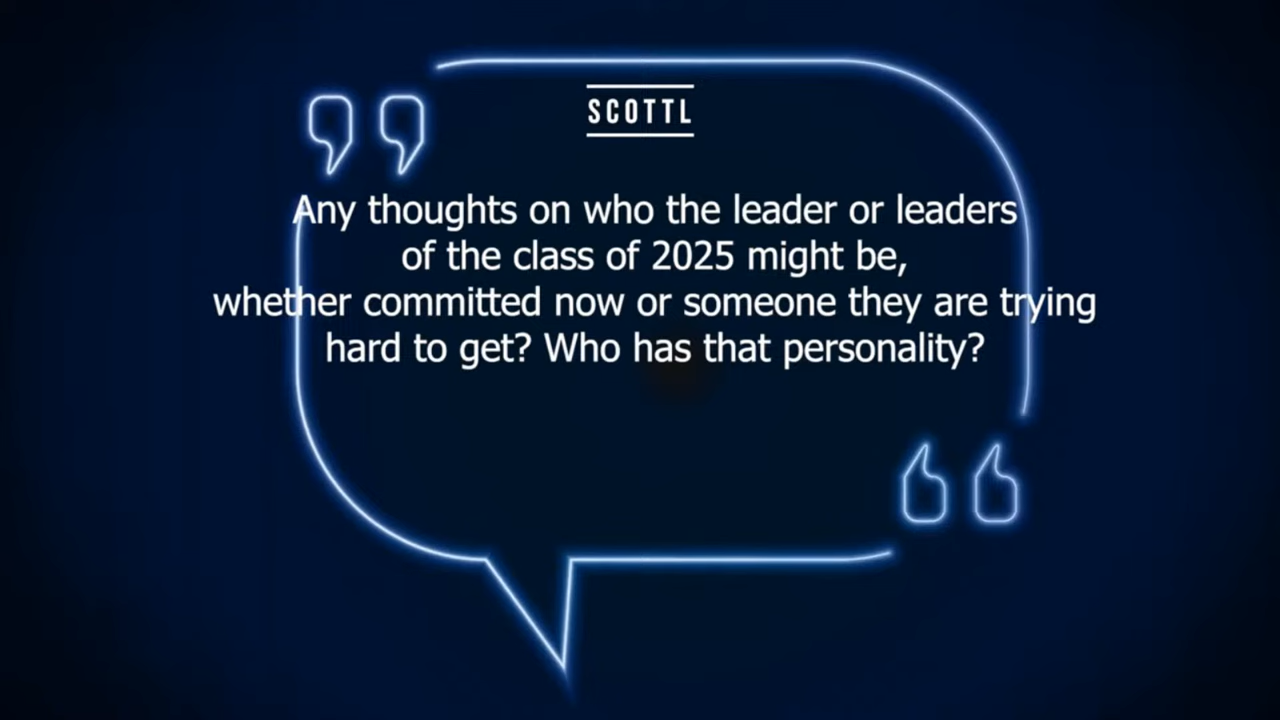 SCOTTL
Any thoughts on who the leader or leaders
of the class of 2025 might be,
whether committed now or someone they are trying
hard to get? Who has that personality?